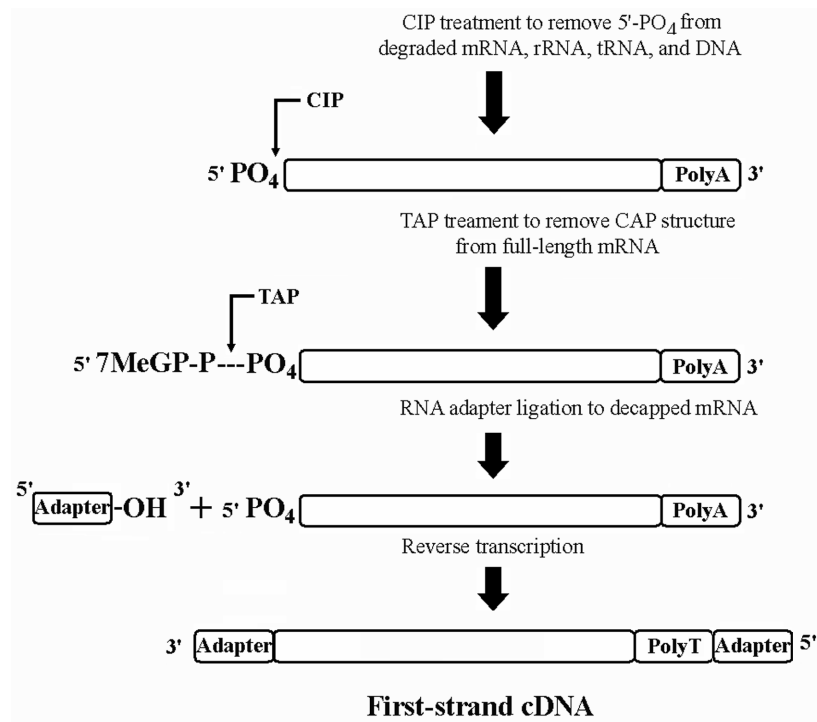 CIP treatment to remove 5'-PO4 from
degraded mRNA, rRNA, tRNA, and DNA
CIP
5' PO4 PolyA 3'
TAP treament to remove CAP structure
from full-length mRNA
TAP
5' 7MeGP-P---PO4 PolyA 3'
RNA adapter ligation to decapped mRNA
5' Adapter-OH 3' + 5' PO4 PolyA 3'
Reverse transcription
3' Adapter PolyT Adapter 5'
First-strand cDNA